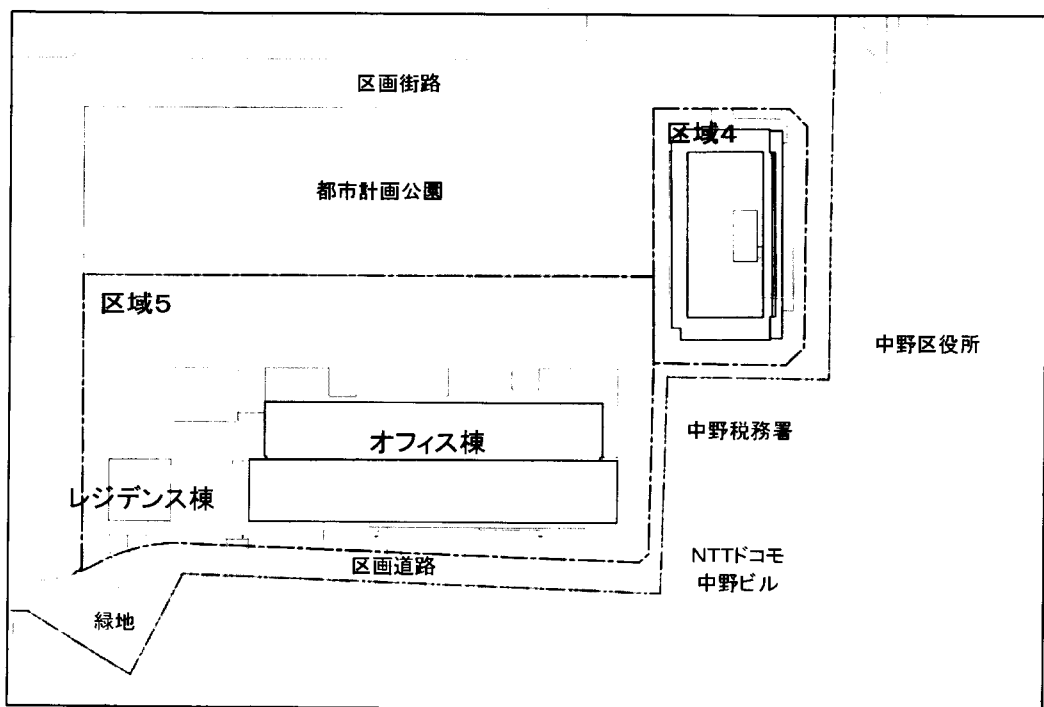 区画街路
区域4
都市計画公園
区域5
中野区役所
オフィス棟
中野税務署
レジデンス棟
NTTドコモ
中野ビル
区画道路
緑地